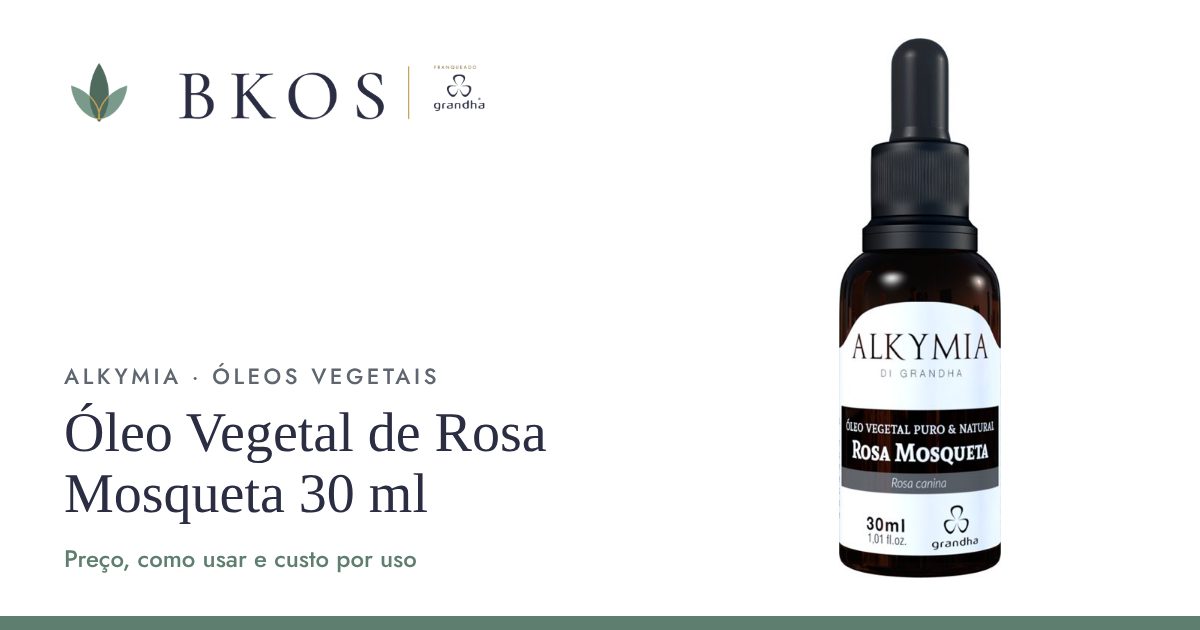 BKOS
FRANQUEADO
grandha
ALKYMIA · ÓLEOS VEGETAIS
Óleo Vegetal de Rosa
Mosqueta 30 ml
Preço, como usar e custo por uso
ALKYMIA
DI GRANDHA
ÓLEO VEGETAL PURO & NATURAL
ROSA MOSQUETA
Rosa canina
30ml
1,01 fl.oz.
grandha